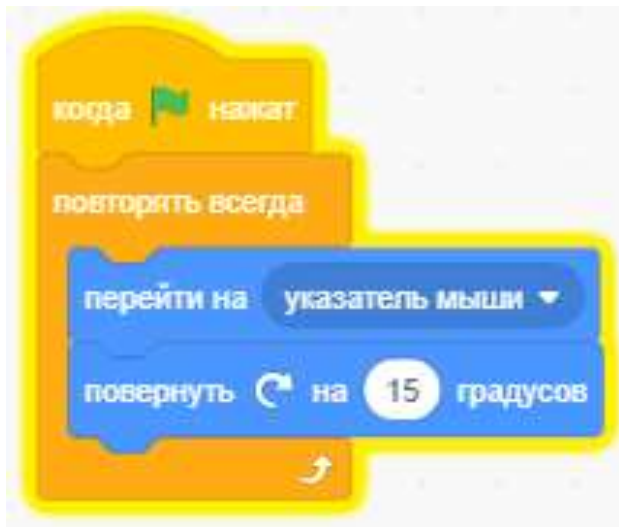 когда нажат
повторять всегда
перейти на указатель мыши
повернуть на 15 градусов